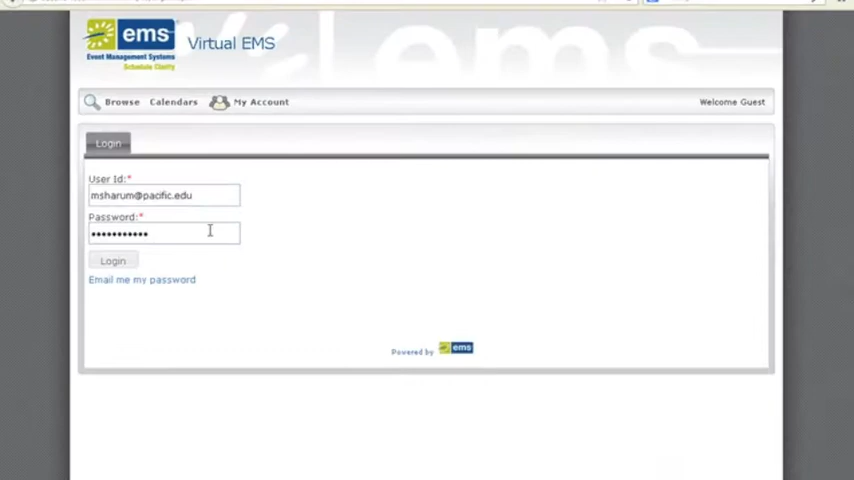 ems
Event Management Systems
Schedule Clarity
Virtual EMS
Browse Calendars My Account Welcome Guest
Login
User Id:*
msharum@pacific.edu
Password:*
•••••••••••
Login
Email me my password
Powered by ems